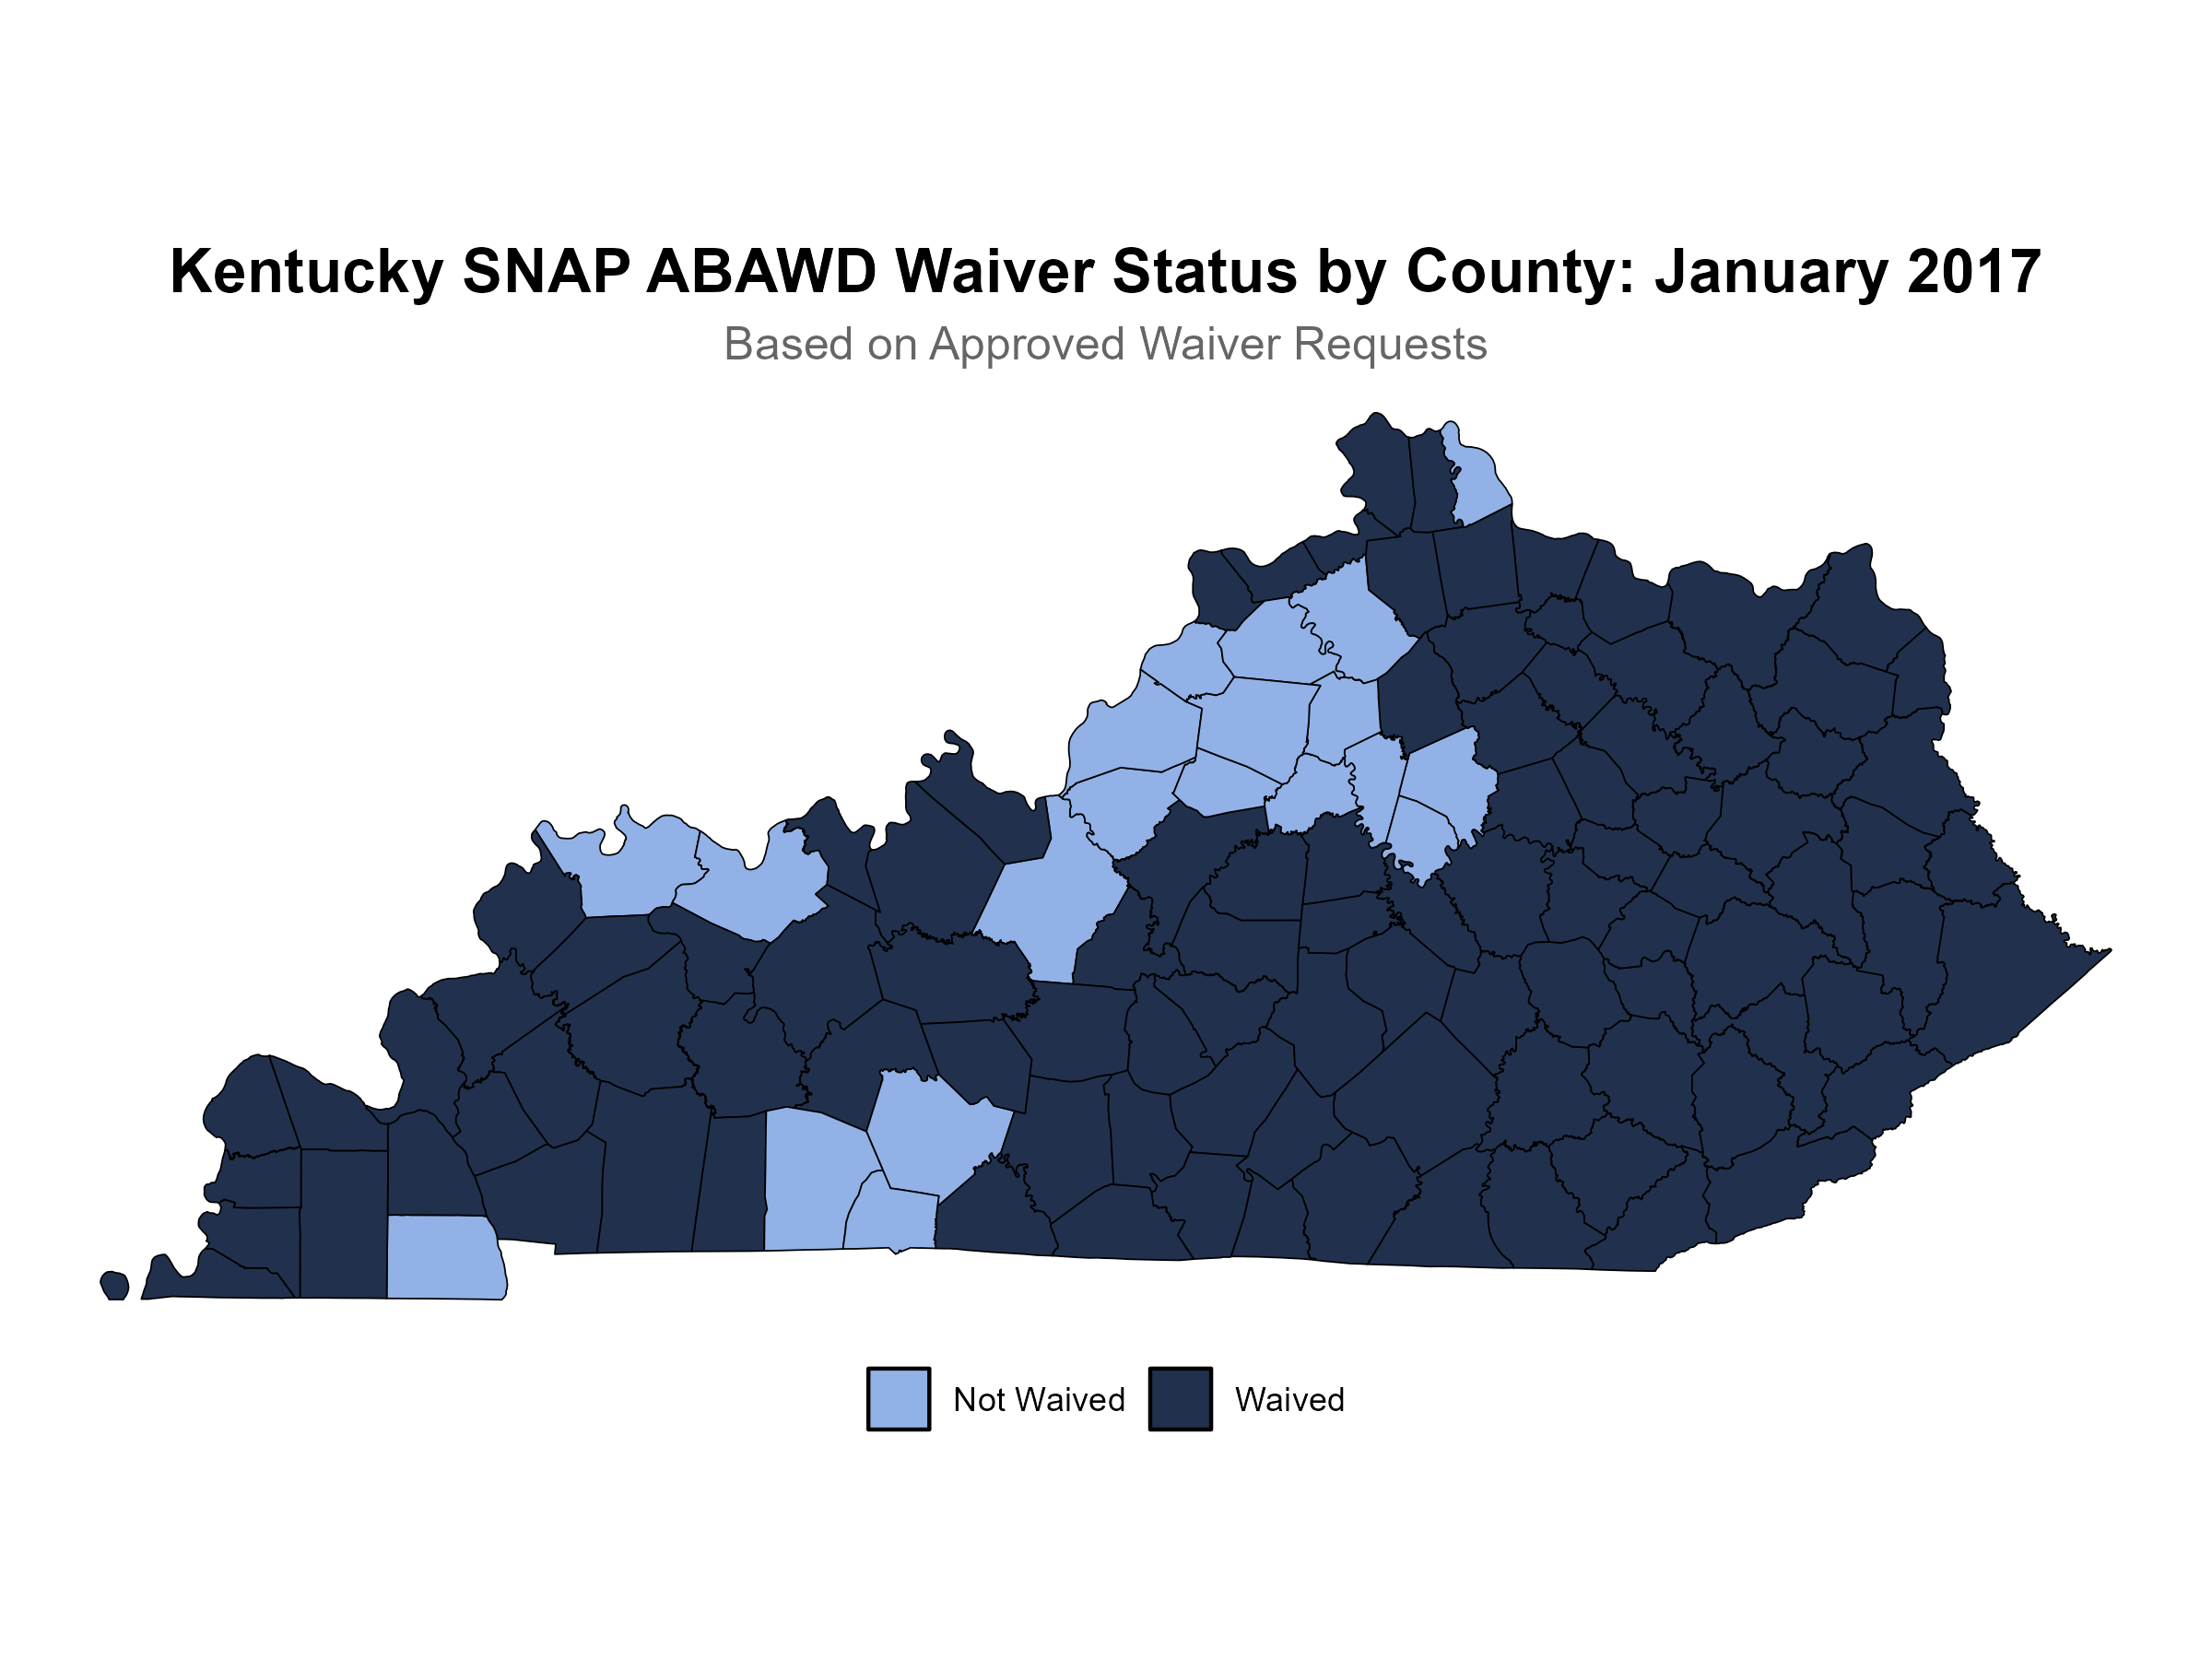 Kentucky SNAP ABAWD Waiver Status by County: January 2017
Based on Approved Waiver Requests
Not Waived Waived